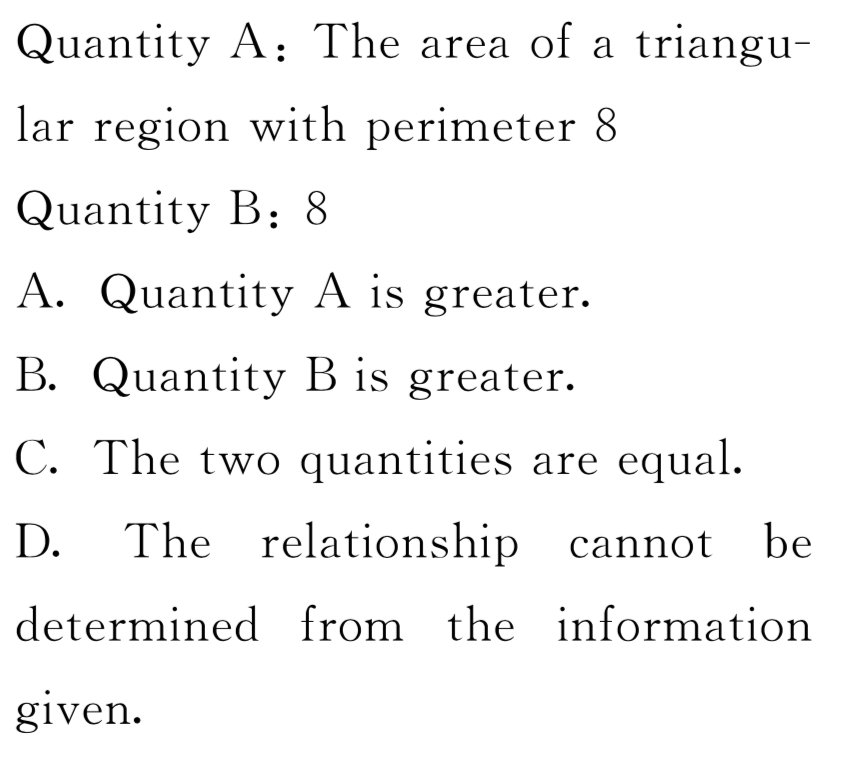 Quantity A: The area of a triangu-
lar region with perimeter 8
Quantity B: 8
A. Quantity A is greater.
B. Quantity B is greater.
C. The two quantities are equal.
D. The relationship cannot be
determined from the information
given.